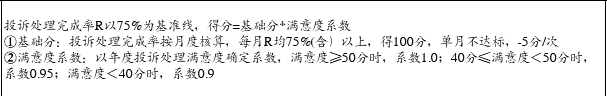 投诉处理完成率R以75%为基准线，得分=基础分+满意度系数
①基础分：投诉处理完成率按月度核算，每月R均75%(含）以上，得100分，单月不达标，-5分/次
②满意度系数：以年度投诉处理满意度确定系数，满意度≥50分时，系数1.0；40分≤满意度＜50分时，
系数0.95；满意度＜40分时，系数0.9